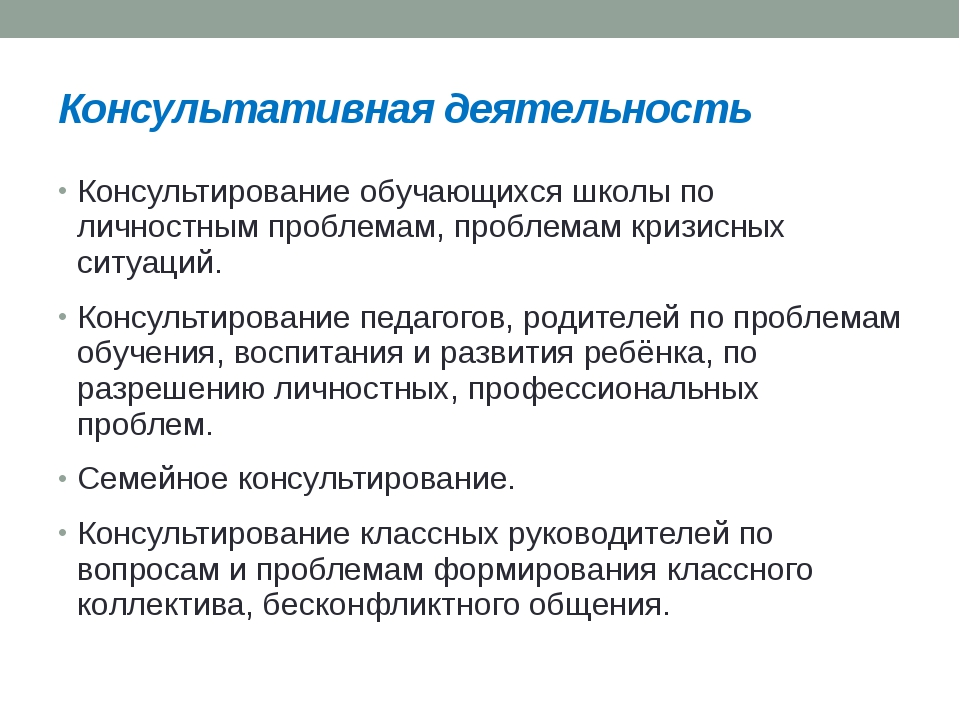 Консультативная деятельность
• Консультирование обучающихся школы по
личностным проблемам, проблемам кризисных
ситуаций.
• Консультирование педагогов, родителей по проблемам
обучения, воспитания и развития ребёнка, по
разрешению личностных, профессиональных
проблем.
• Семейное консультирование.
• Консультирование классных руководителей по
вопросам и проблемам формирования классного
коллектива, бесконфликтного общения.